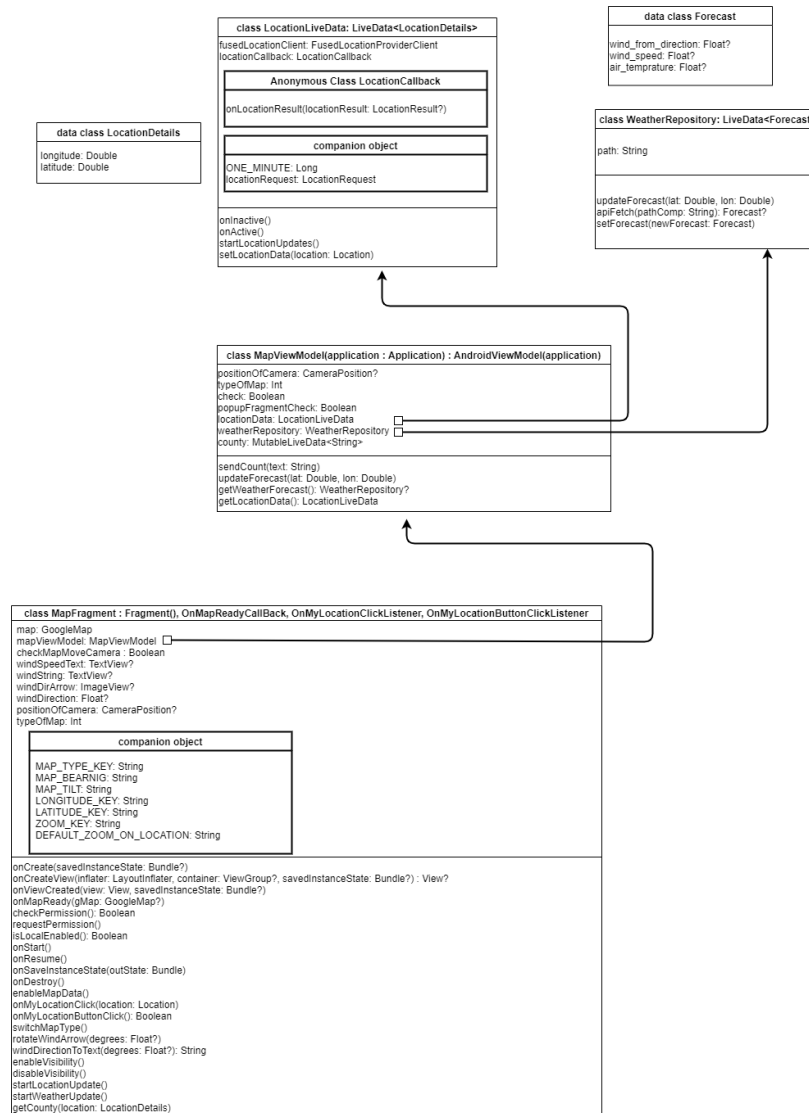 class LocationLiveData: LiveData<LocationDetails>
fusedLocationClient: FusedLocationProviderClient
locationCallback: LocationCallback
Anonymous Class LocationCallback
onLocationResult(locationResult: LocationResult?)
companion object
ONE_MINUTE: Long
locationRequest: LocationRequest
onInactive()
onActive()
startLocationUpdates()
setLocationData(location: Location)
data class Forecast
wind_from_direction: Float?
wind_speed: Float?
air_temprature: Float?
data class LocationDetails
longitude: Double
latitude: Double
class WeatherRepository: LiveData<Forecast
path: String
updateForecast(lat: Double, lon: Double)
apiFetch(pathComp: String): Forecast?
setForecast(newForecast: Forecast)
class MapViewModel(application : Application) : AndroidViewModel(application)
positionOfCamera: CameraPosition?
typeOfMap: Int
check: Boolean
popupFragmentCheck: Boolean
locationData: LocationLiveData
weatherRepository: WeatherRepository
county: MutableLiveData<String>
sendCount(text: String)
updateForecast(lat: Double, lon: Double)
getWeatherForecast(): WeatherRepository?
getLocationData(): LocationLiveData
class MapFragment : Fragment(), OnMapReadyCallBack, OnMyLocationClickListener, OnMyLocationButtonClickListener
map: GoogleMap
mapViewModel: MapViewModel
checkMapMoveCamera : Boolean
windSpeedText: TextView?
windString: TextView?
windDirArrow: ImageView?
windDirection: Float?
positionOfCamera: CameraPosition?
typeOfMap: Int
companion object
MAP_TYPE_KEY: String
MAP_BEARNIG: String
MAP_TILT: String
LONGITUDE_KEY: String
LATITUDE_KEY: String
ZOOM_KEY: String
DEFAULT_ZOOM_ON_LOCATION: String
onCreate(savedInstanceState: Bundle?)
onCreateView(inflater: LayoutInflater, container: ViewGroup?, savedInstanceState: Bundle?) : View?
onViewCreated(view: View, savedInstanceState: Bundle?)
onMapReady(gMap: GoogleMap?)
checkPermission(): Boolean
requestPermission()
isLocalEnabled(): Boolean
onStart()
onResume()
onSaveInstanceState(outState: Bundle)
onDestroy()
enableMapData()
onMyLocationClick(location: Location)
onMyLocationButtonClick(): Boolean
switchMapType()
rotateWindArrow(degrees: Float?)
windDirectionToText(degrees: Float?): String
enableVisibility()
disableVisibility()
startLocationUpdate()
startWeatherUpdate()
getCounty(location: LocationDetails)